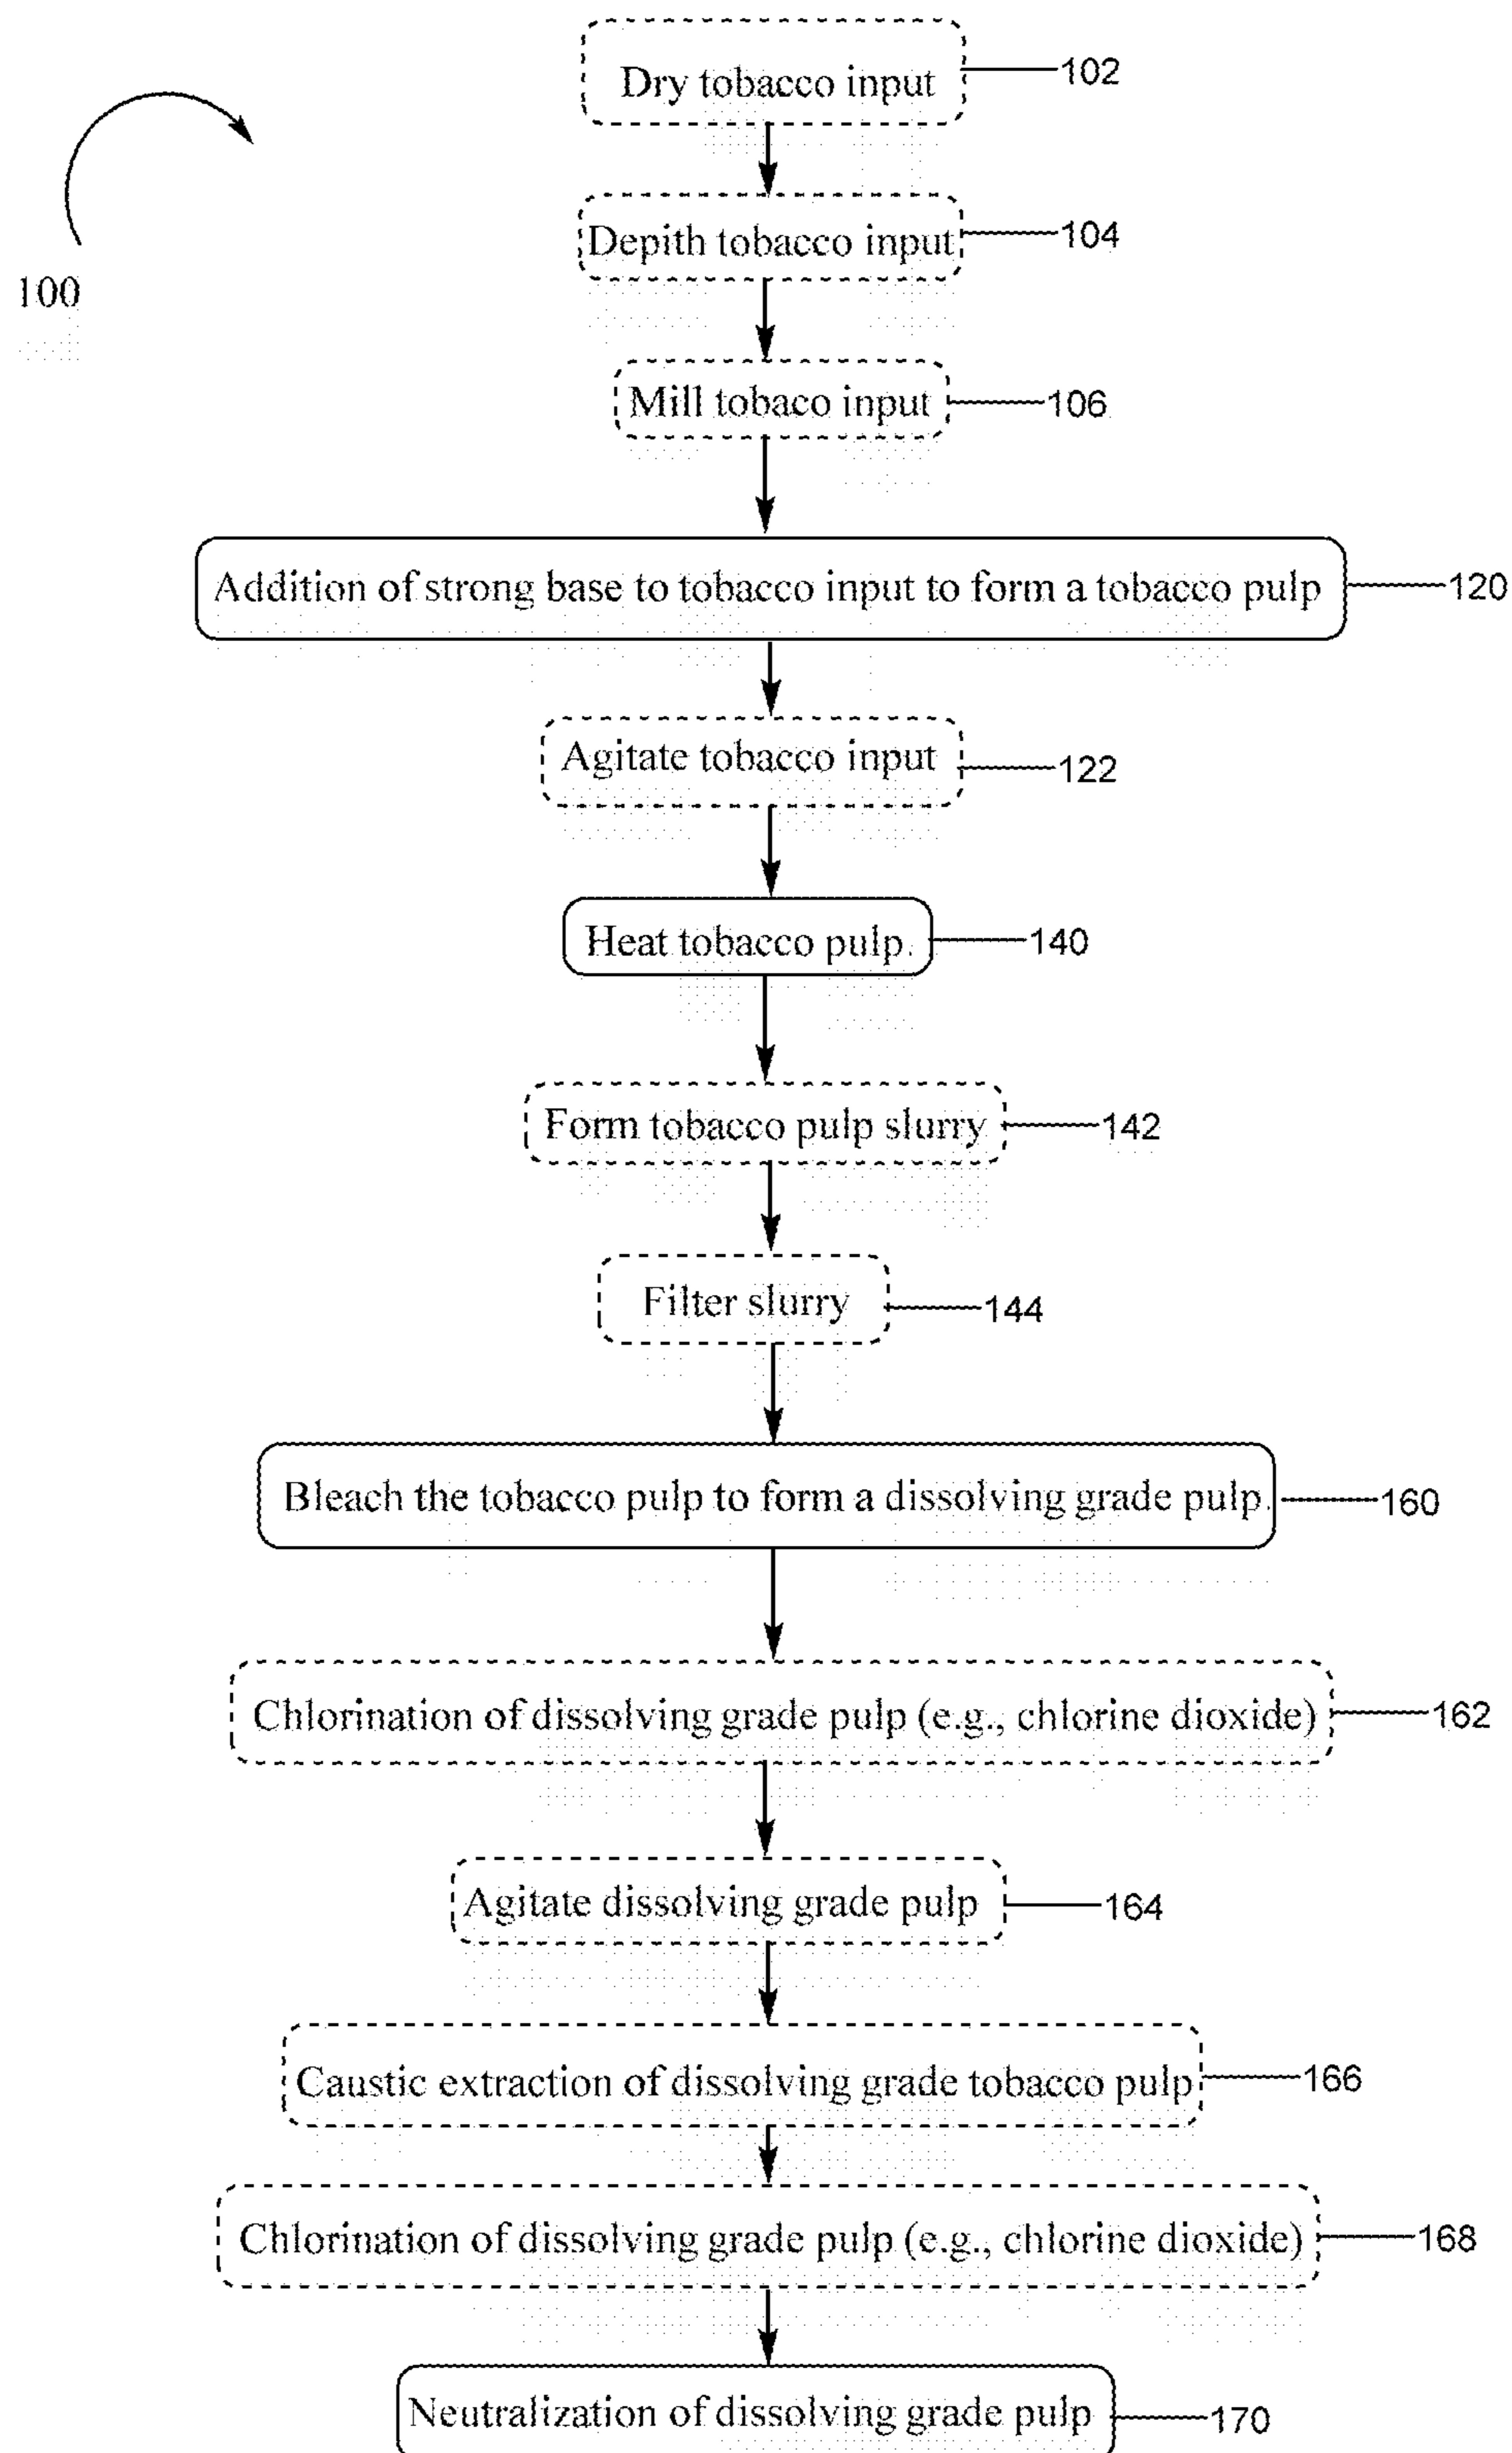 Dry tobacco input 102
100
Depith tobacco input 104
Mill tobaco input 106
Addition of strong base to tobacco input to form a tobacco pulp 120
Agitate tobacco input 122
Heat tobacco pulp. 140
Form tobacco pulp slurry 142
Filter slurry 144
Bleach the tobacco pulp to form a dissolving grade pulp. 160
Chlorination of dissolving grade pulp (e.g., chlorine dioxide) 162
Agitate dissolving grade pulp 164
Caustic extraction of dissolving grade tobacco pulp 166
Chlorination of dissolving grade pulp (e.g., chlorine dioxide) 168
Neutralization of dissolving grade pulp 170